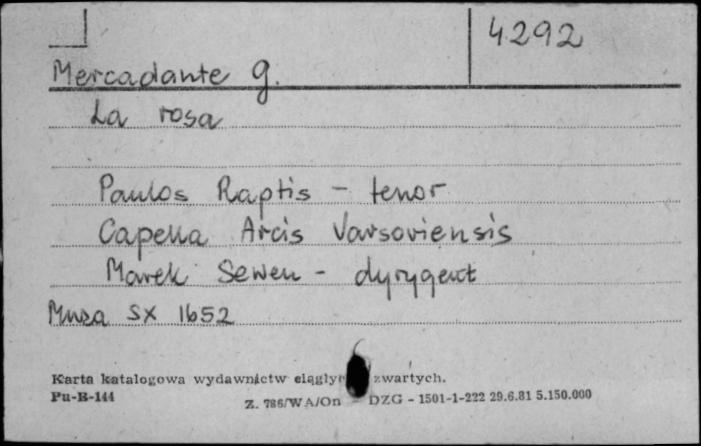 4292
Mercadante G.
La rosa
Paulos Raptis - tenor
Capella Arcis Varsoviensis
Marek Sewen - dyrygent
Muza SX 1652
Karta katalogowa wydawnictw ciągły zwartych.
Pu-B-144
Z. 786/WA/On DZG - 1501-1-222 29.6.81 5.150.000